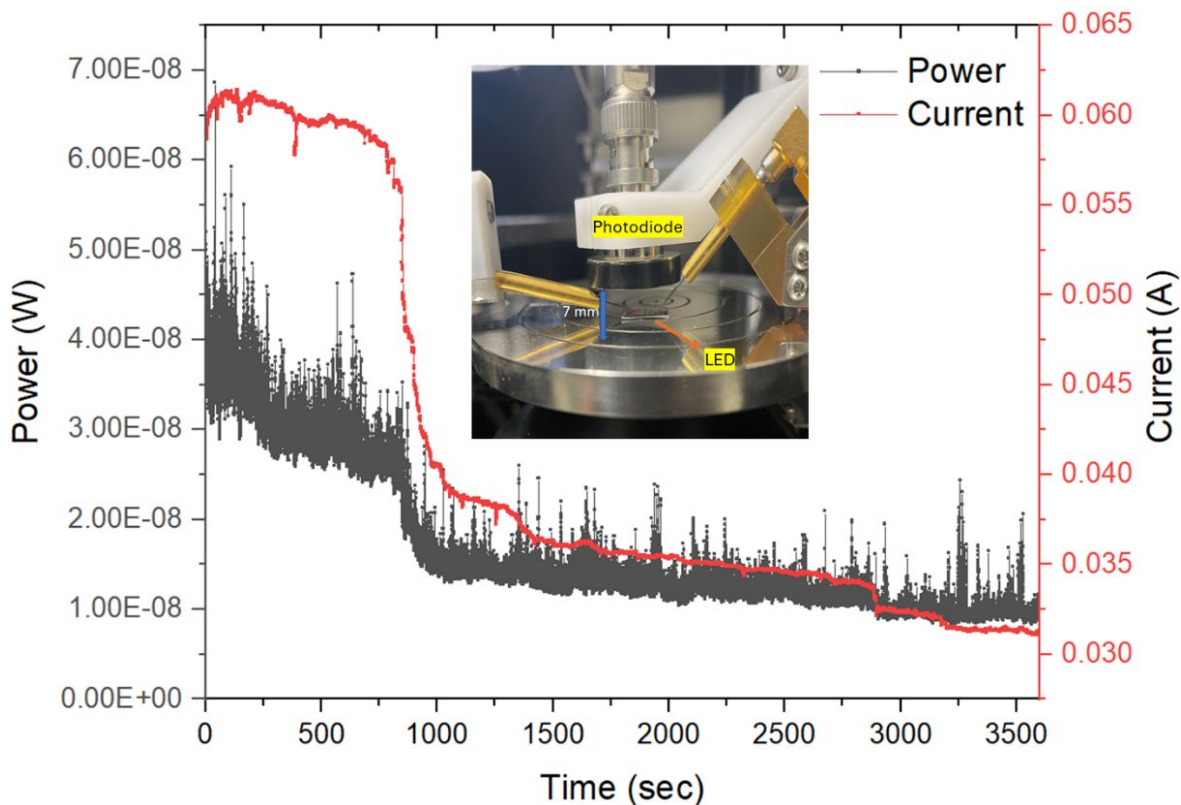 Power (W)
7.00E-08
6.00E-08
5.00E-08
4.00E-08
3.00E-08
2.00E-08
1.00E-08
0.00E+00
Power
Current
Photodiode
7 mm
LED
0.065
0.060
0.055
0.050
0.045
0.040
0.035
0.030
Current (A)
0 500 1000 1500 2000 2500 3000 3500
Time (sec)